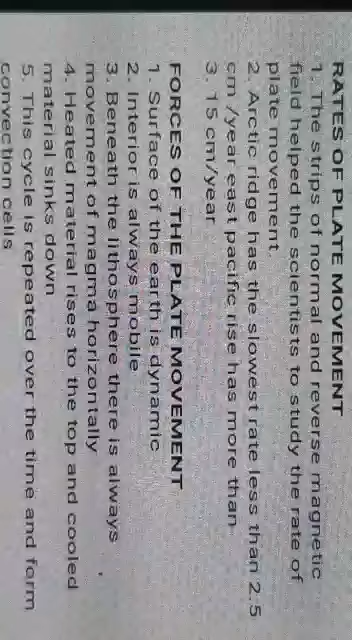 RATES OF PLATE MOVEMENT
1. The strips of normal and reverse magnetic
field helped the scientists to study the rate of
plate movement.
2. Arctic ridge has the slowest rate less than 2.5
cm /year east pacific rise has more than
3. 15 cm/year
FORCES OF THE PLATE MOVEMENT
1. Surface of the earth is dynamic
2. Interior is always mobile
3. Beneath the lithosphere there is always
movement of magma horizontally
4. Heated material rises to the top and cooled
material sinks down
5. This cycle is repeated over the time and form
convection cells